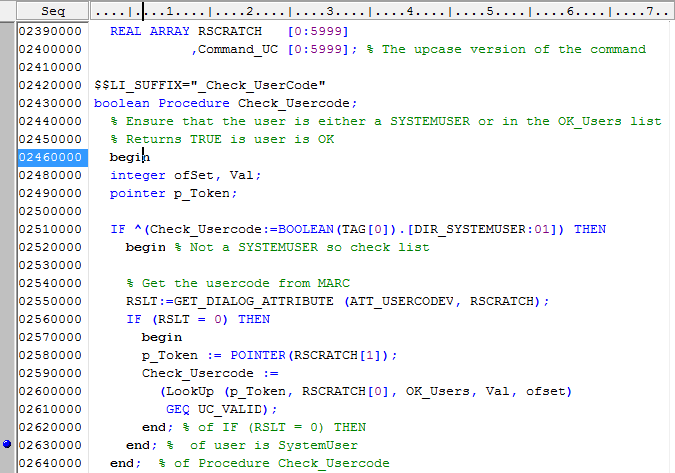 Seq ....|....1....|....2....|....3....|....4....|....5....|....6....|....7..
02390000 REAL ARRAY RSCRATCH [0:5999]
02400000 ,Command_UC [0:5999]; % The upcase version of the command
02410000
02420000 $$LI_SUFFIX="_Check_UserCode"
02430000 boolean Procedure Check_Usercode;
02440000 % Ensure that the user is either a SYSTEMUSER or in the OK_Users list
02450000 % Returns TRUE is user is OK
02460000 begin
02480000 integer ofSet, Val;
02490000 pointer p_Token;
02500000
02510000 IF ^(Check_Usercode:=BOOLEAN(TAG[0]).[DIR_SYSTEMUSER:01]) THEN
02520000 begin % Not a SYSTEMUSER so check list
02530000
02540000 % Get the usercode from MARC
02550000 RSLT:=GET_DIALOG_ATTRIBUTE (ATT_USERCODEV, RSCRATCH);
02560000 IF (RSLT = 0) THEN
02570000 begin
02580000 p_Token := POINTER(RSCRATCH[1]);
02590000 Check_Usercode :=
02600000 (LookUp (p_Token, RSCRATCH[0], OK_Users, Val, ofset)
02610000 GEQ UC_VALID);
02620000 end; % of IF (RSLT = 0) THEN
02630000 end; % of user is SystemUser
02640000 end; % of Procedure Check_Usercode